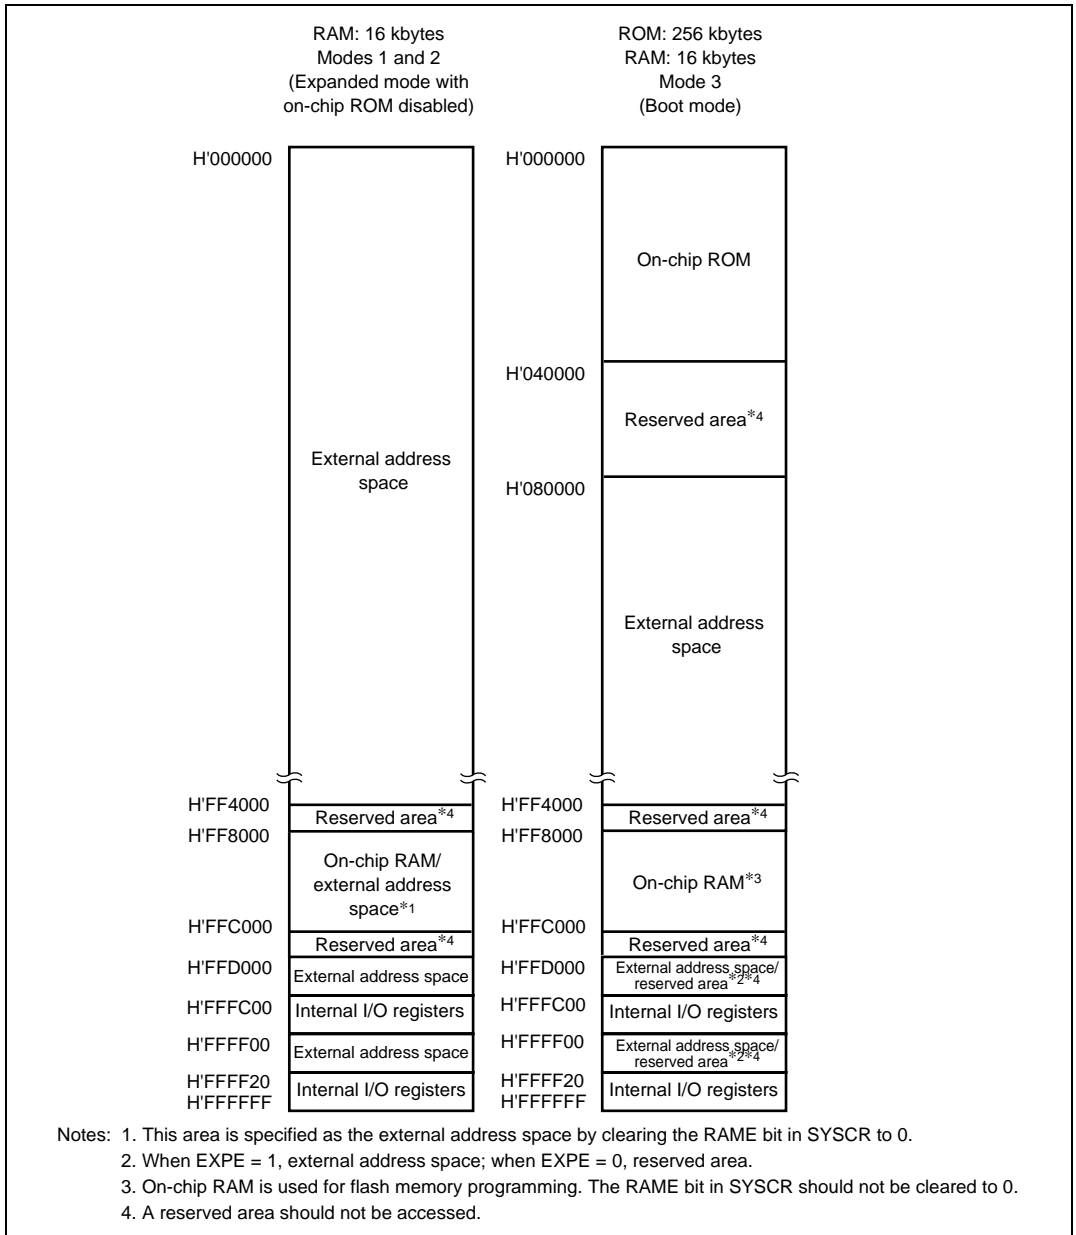 RAM: 16 kbytes
Modes 1 and 2
(Expanded mode with
on-chip ROM disabled)
H'000000
External address
space
H'FF4000
Reserved area*4
H'FF8000
On-chip RAM/
external address
space*1
H'FFC000
Reserved area*4
H'FFD000
External address space
H'FFFC00
Internal I/O registers
H'FFFF00
External address space
H'FFFF20
Internal I/O registers
H'FFFFFF
ROM: 256 kbytes
RAM: 16 kbytes
Mode 3
(Boot mode)
H'000000
On-chip ROM
H'040000
Reserved area*4
H'080000
External address
space
H'FF4000
Reserved area*4
H'FF8000
On-chip RAM*3
H'FFC000
Reserved area*4
H'FFD000
External address space/
reserved area*2*4
H'FFFC00
Internal I/O registers
H'FFFF00
External address space/
reserved area*2*4
H'FFFF20
Internal I/O registers
H'FFFFFF
Notes: 1. This area is specified as the external address space by clearing the RAME bit in SYSCR to 0.
2. When EXPE = 1, external address space; when EXPE = 0, reserved area.
3. On-chip RAM is used for flash memory programming. The RAME bit in SYSCR should not be cleared to 0.
4. A reserved area should not be accessed.